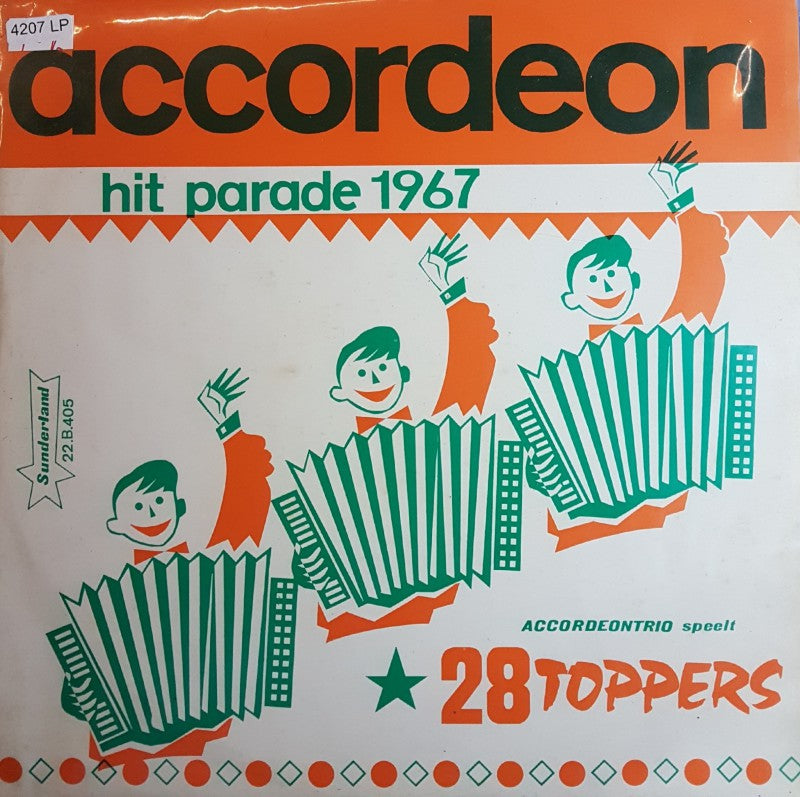 4207 LP
accordeon
hit parade 1967
Sunderland
22.B.405
ACCORDEONTRIO speelt
28 TOPPERS